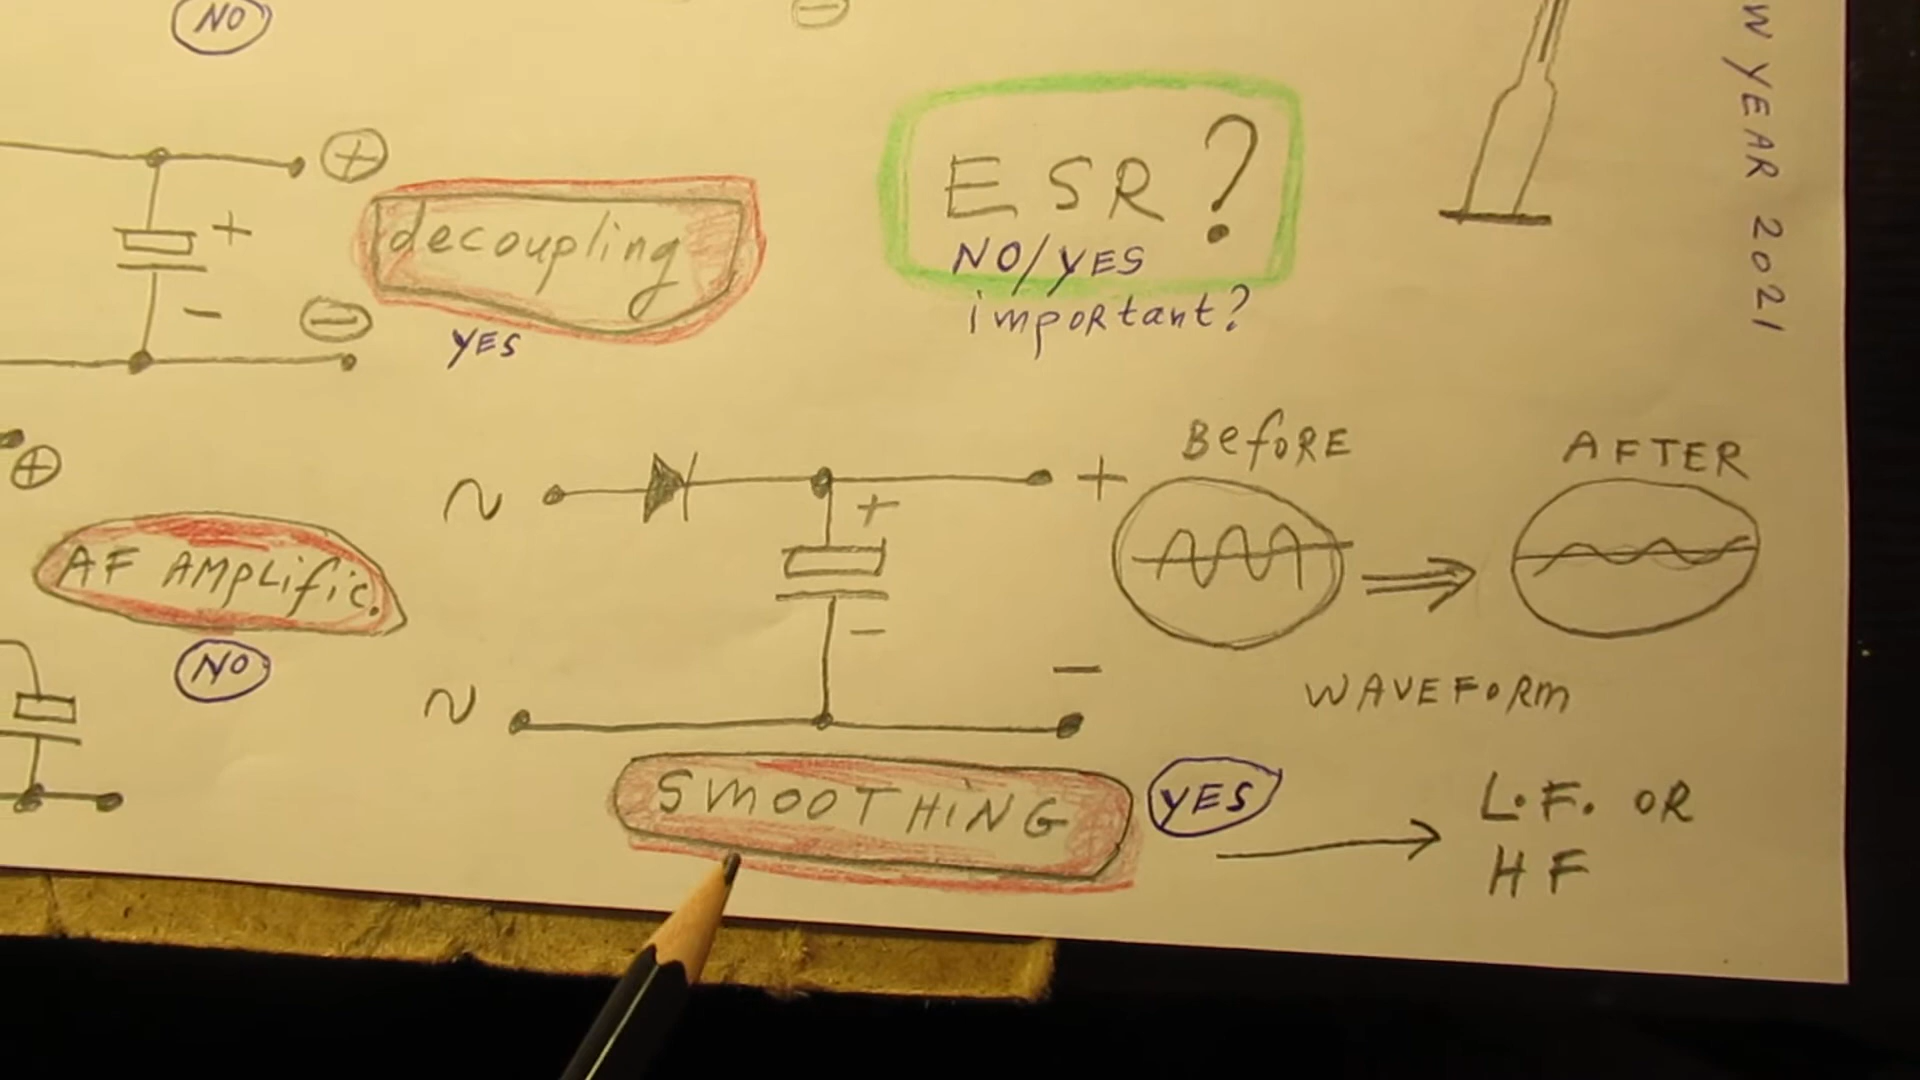 NO
W YEAR 2021
decoupling
YES
ESR?
NO/YES
important?
AF AMPLific.
NO
BefoRE
AFTER
WAVEFoRm
SMOOTHiNG
YES
L.F. OR
HF